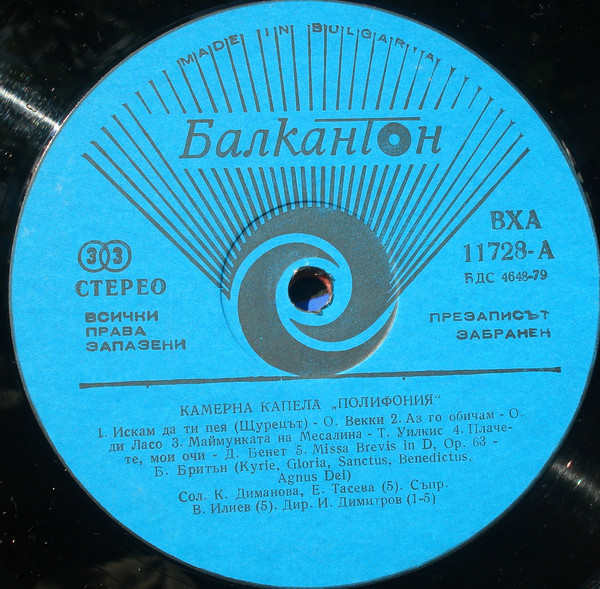 MADE IN BULGARIA
Балкантон
ВХА
11728-А
БДС 4648-79
33
СТЕРЕО
ВСИЧКИ
ПРАВА
ЗАПАЗЕНИ
ПРЕЗАПИСЪТ
ЗАБРАНЕН
КАМЕРНА КАПЕЛА „ПОЛИФОНИЯ“
1. Искам да ти пея (Щурецът) - О. Векки 2. Аз го обичам - О.
ди Ласо 3. Маймунката на Месалина - Т. Уилкис 4. Плаче-
те, мои очи - Д. Бенет 5. Missa Brevis in D, Op. 63 -
Б. Бритън (Kyrie, Gloria, Sanctus, Benedictus,
Agnus Dei)
Сол. К. Диманова, Е. Тасева (5). Съпр.
В. Илиев (5). Дир. И. Димитров (1-5)